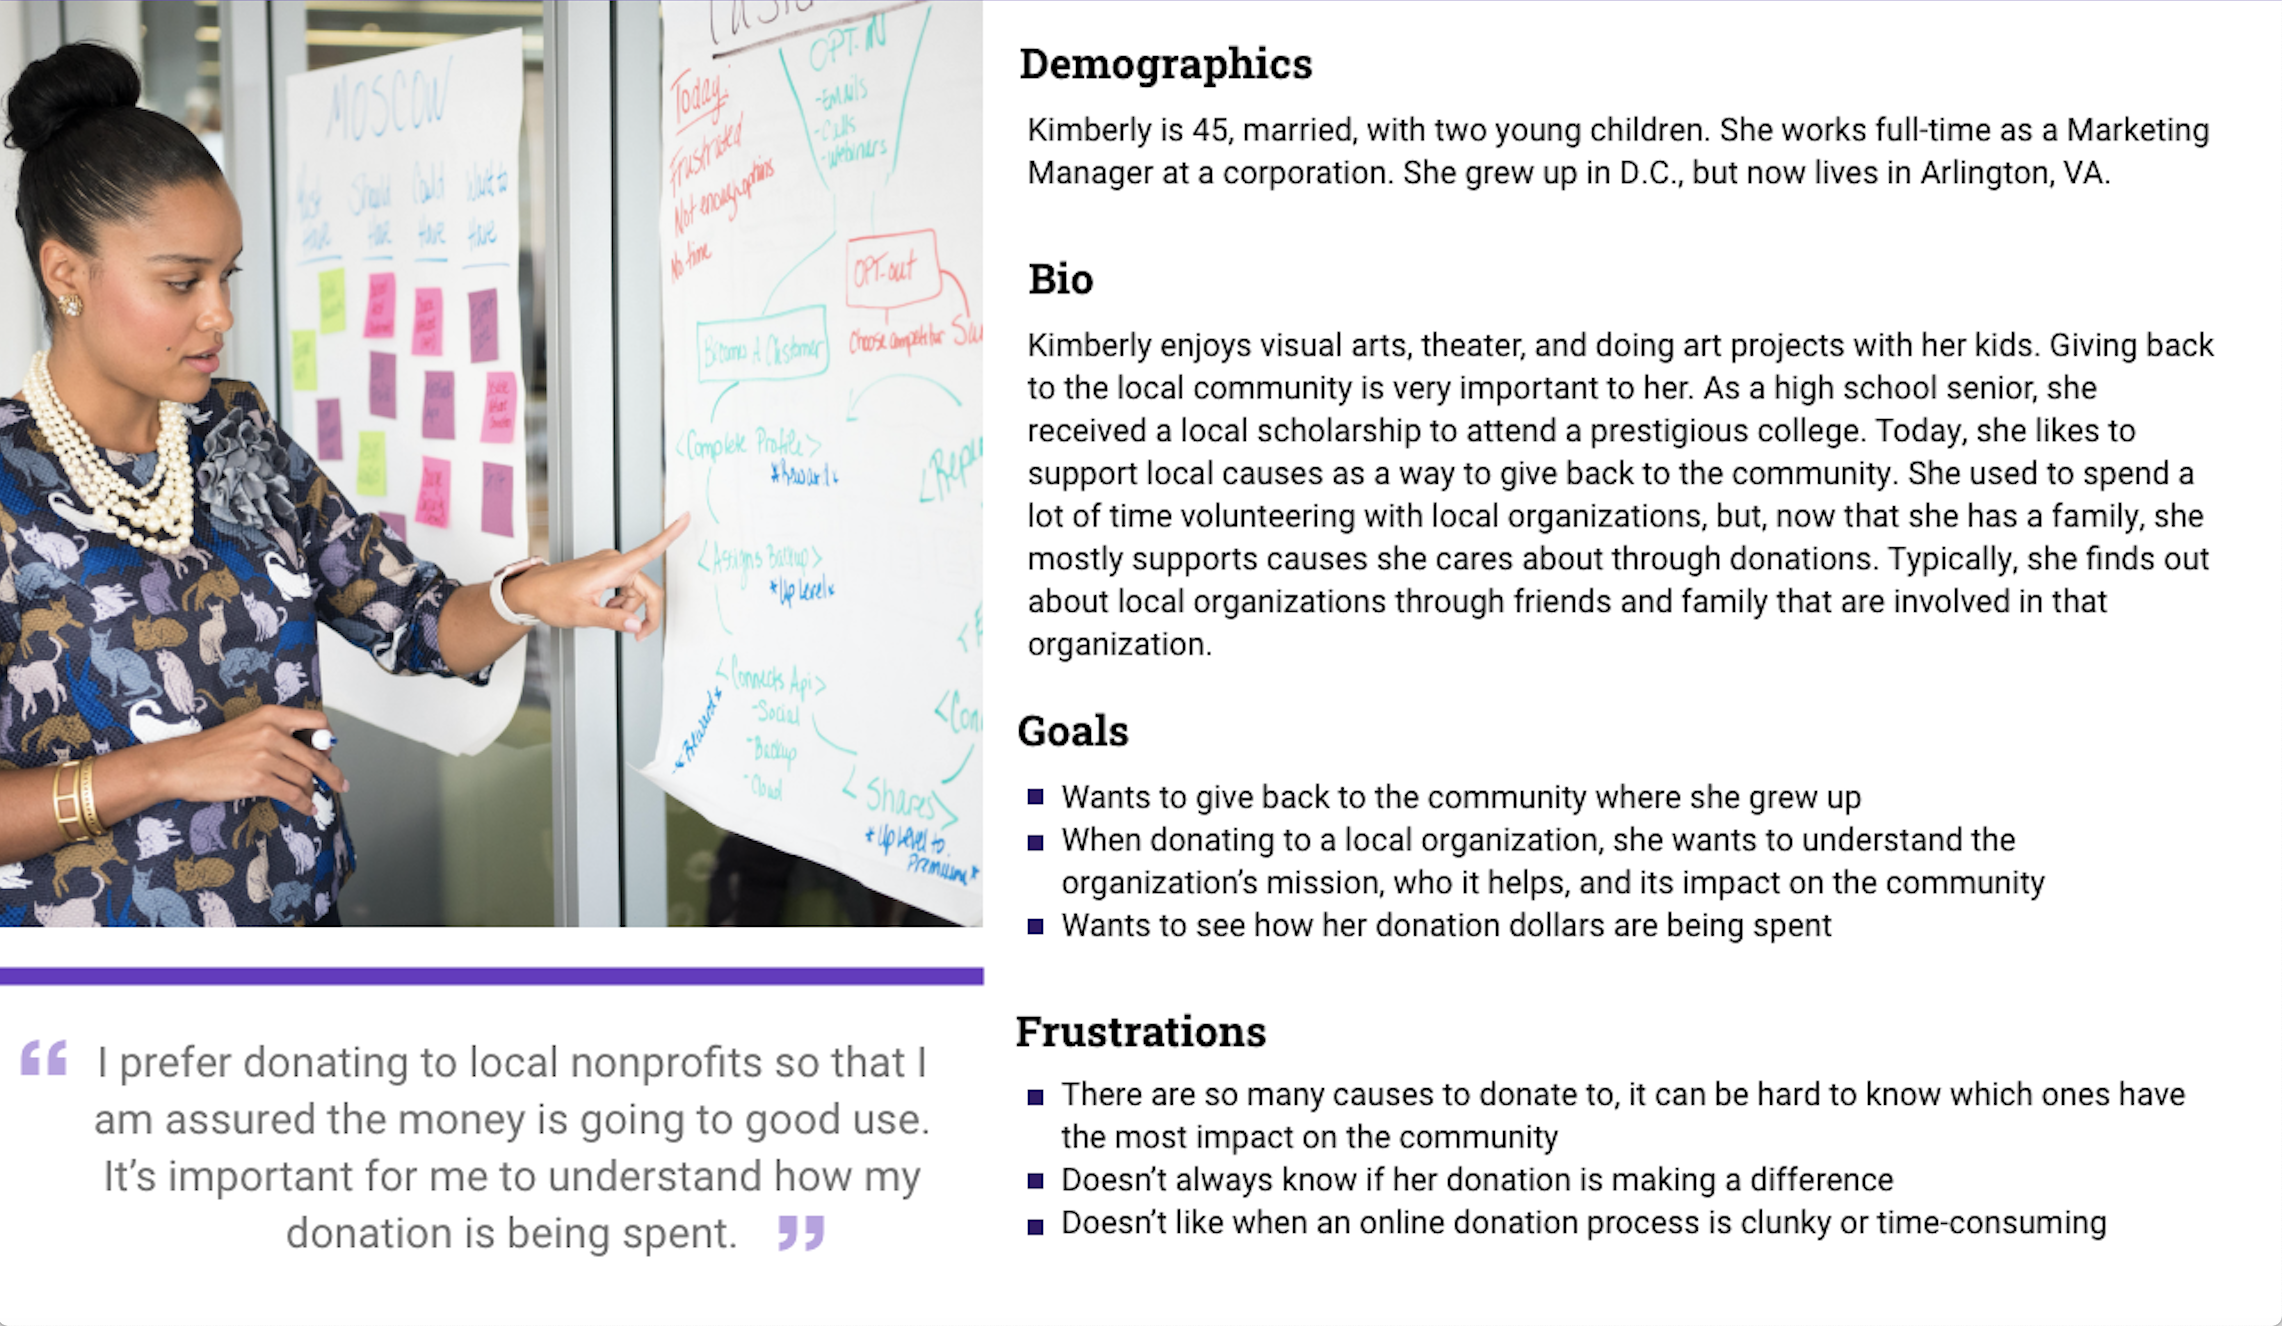 MOSCOW
Must Should Could Want to
Have Have Have Have
Today:
Frustrated
Not enough options
No time
OPT-IN
-Emails
-Calls
-Webinars
OPT-out
Choose competitor
Becomes A Customer
<Complete Profile>
*Reward*
<Assigns Backup>
*Up Level*
<Connects Api>
-Social
-Backup
-Cloud
*Reward*
<Shares>
*Up Level to
Premium*
“ I prefer donating to local nonprofits so that I
am assured the money is going to good use.
It’s important for me to understand how my
donation is being spent. ”
Demographics
Kimberly is 45, married, with two young children. She works full-time as a Marketing
Manager at a corporation. She grew up in D.C., but now lives in Arlington, VA.
Bio
Kimberly enjoys visual arts, theater, and doing art projects with her kids. Giving back
to the local community is very important to her. As a high school senior, she
received a local scholarship to attend a prestigious college. Today, she likes to
support local causes as a way to give back to the community. She used to spend a
lot of time volunteering with local organizations, but, now that she has a family, she
mostly supports causes she cares about through donations. Typically, she finds out
about local organizations through friends and family that are involved in that
organization.
Goals
■ Wants to give back to the community where she grew up
■ When donating to a local organization, she wants to understand the
organization’s mission, who it helps, and its impact on the community
■ Wants to see how her donation dollars are being spent
Frustrations
■ There are so many causes to donate to, it can be hard to know which ones have
the most impact on the community
■ Doesn’t always know if her donation is making a difference
■ Doesn’t like when an online donation process is clunky or time-consuming